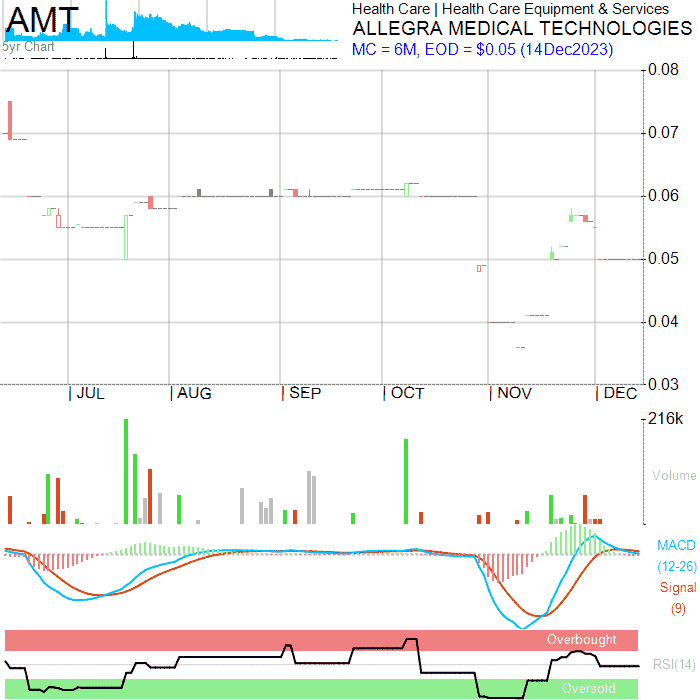 AMT
5yr Chart
Health Care | Health Care Equipment & Services
ALLEGRA MEDICAL TECHNOLOGIES
MC = 6M, EOD = $0.05 (14Dec2023)
0.08
0.07
0.06
0.05
0.04
0.03
JUL AUG SEP OCT NOV DEC
216k
Volume
MACD
(12-26)
Signal
(9)
Overbought
RSI(14)
Oversold